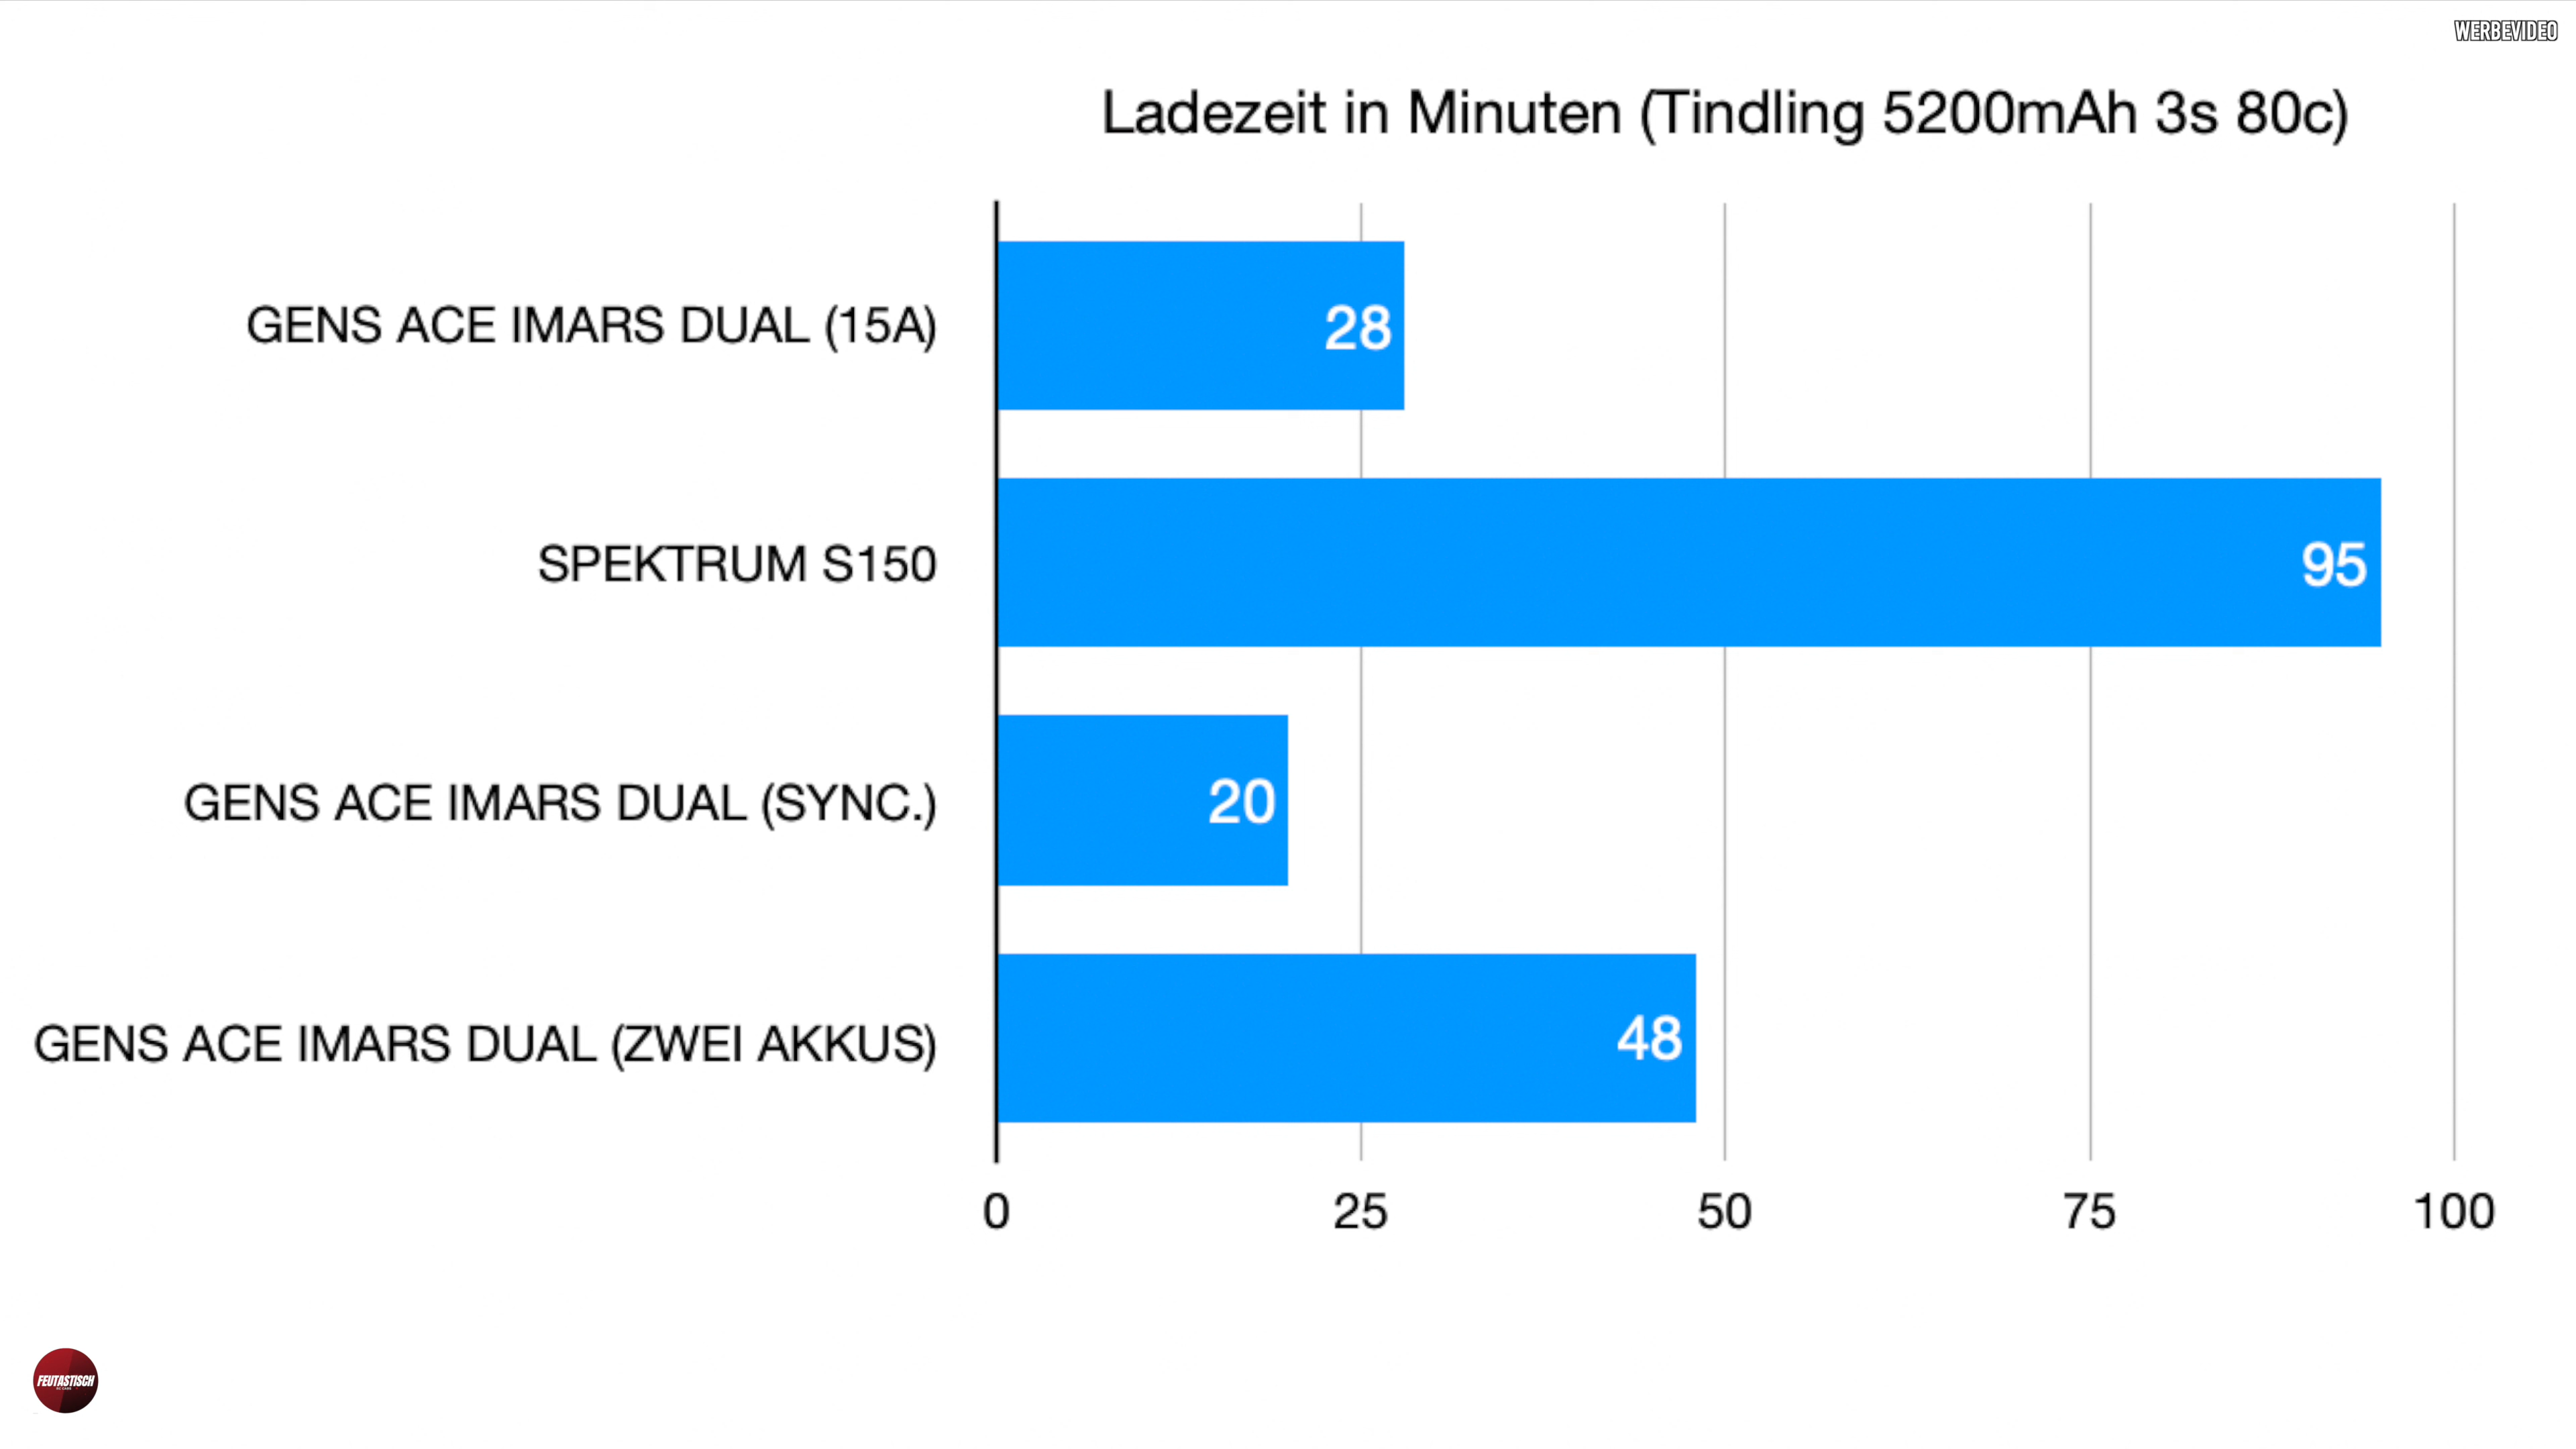 WERBEVIDEO
Ladezeit in Minuten (Tindling 5200mAh 3s 80c)
GENS ACE IMARS DUAL (15A)
28
SPEKTRUM S150
95
GENS ACE IMARS DUAL (SYNC.)
20
GENS ACE IMARS DUAL (ZWEI AKKUS)
48
0 25 50 75 100
FEUTASTISCH